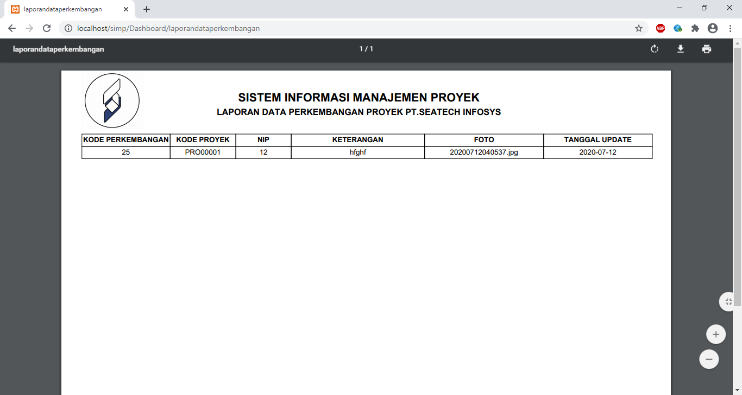 laporandataperkembangan
localhost/simp/Dashboard/laporandataperkembangan
laporandataperkembangan 1 / 1
SISTEM INFORMASI MANAJEMEN PROYEK
LAPORAN DATA PERKEMBANGAN PROYEK PT.SEATECH INFOSYS
KODE PERKEMBANGAN KODE PROYEK NIP KETERANGAN FOTO TANGGAL UPDATE
25 PRO00001 12 hfghf 20200712040537.jpg 2020-07-12